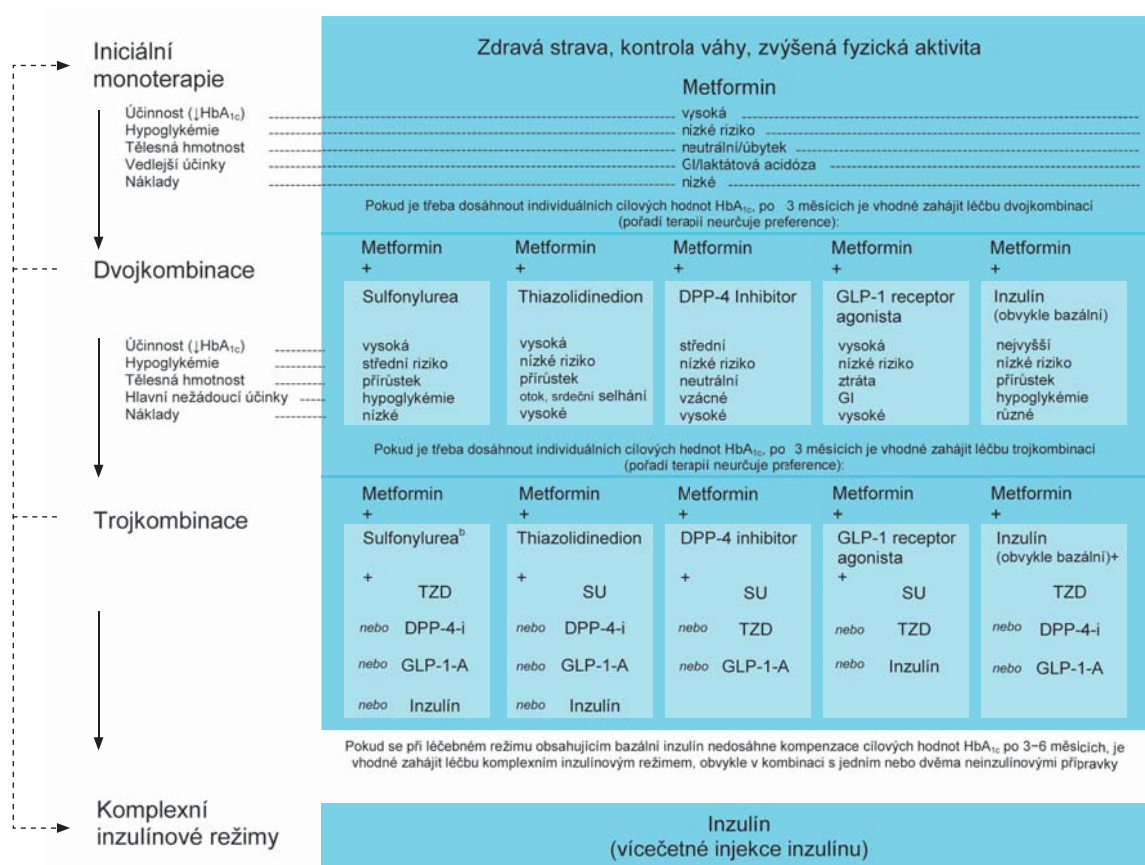 Iniciální
monoterapie
Zdravá strava, kontrola váhy, zvýšená fyzická aktivita
Metformin
Účinnost (↓HbA1c) vysoká
Hypoglykémie nízké riziko
Tělesná hmotnost neutrální/úbytek
Vedlejší účinky GI/laktátová acidóza
Náklady nízké
Pokud je třeba dosáhnout individuálních cílových hodnot HbA1c, po 3 měsících je vhodné zahájit léčbu dvojkombinací
(pořadí terapií neurčuje preference):
Dvojkombinace
Metformin Metformin Metformin Metformin Metformin
+ + + + +
Sulfonylurea Thiazolidinedion DPP-4 Inhibitor GLP-1 receptor Inzulín
agonista (obvykle bazální)
Účinnost (↓HbA1c) vysoká vysoká střední vysoká nejvyšší
Hypoglykémie střední riziko nízké riziko nízké riziko nízké riziko nízké riziko
Tělesná hmotnost přírůstek přírůstek neutrální ztráta přírůstek
Hlavní nežádoucí účinky hypoglykémie otok, srdeční selhání vzácné GI hypoglykémie
Náklady nízké vysoké vysoké vysoké různé
Pokud je třeba dosáhnout individuálních cílových hodnot HbA1c, po 3 měsících je vhodné zahájit léčbu trojkombinací
(pořadí terapií neurčuje preference):
Trojkombinace
Metformin Metformin Metformin Metformin Metformin
+ + + + +
Sulfonylureab Thiazolidinedion DPP-4 inhibitor GLP-1 receptor Inzulín
agonista (obvykle bazální)+
+ + + +
TZD SU SU SU TZD
nebo DPP-4-i nebo DPP-4-i nebo TZD nebo TZD nebo DPP-4-i
nebo GLP-1-A nebo GLP-1-A nebo GLP-1-A nebo Inzulín nebo GLP-1-A
nebo Inzulín nebo Inzulín
Pokud se při léčebném režimu obsahujícím bazální inzulín nedosáhne kompenzace cílových hodnot HbA1c po 3–6 měsících, je
vhodné zahájit léčbu komplexním inzulínovým režimem, obvykle v kombinaci s jedním nebo dvěma neinzulínovými přípravky
Komplexní
inzulínové režimy
Inzulín
(vícečetné injekce inzulínu)